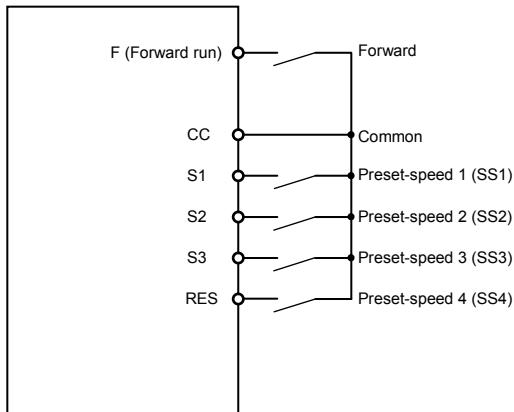 F (Forward run) Forward
CC Common
S1 Preset-speed 1 (SS1)
S2 Preset-speed 2 (SS2)
S3 Preset-speed 3 (SS3)
RES Preset-speed 4 (SS4)